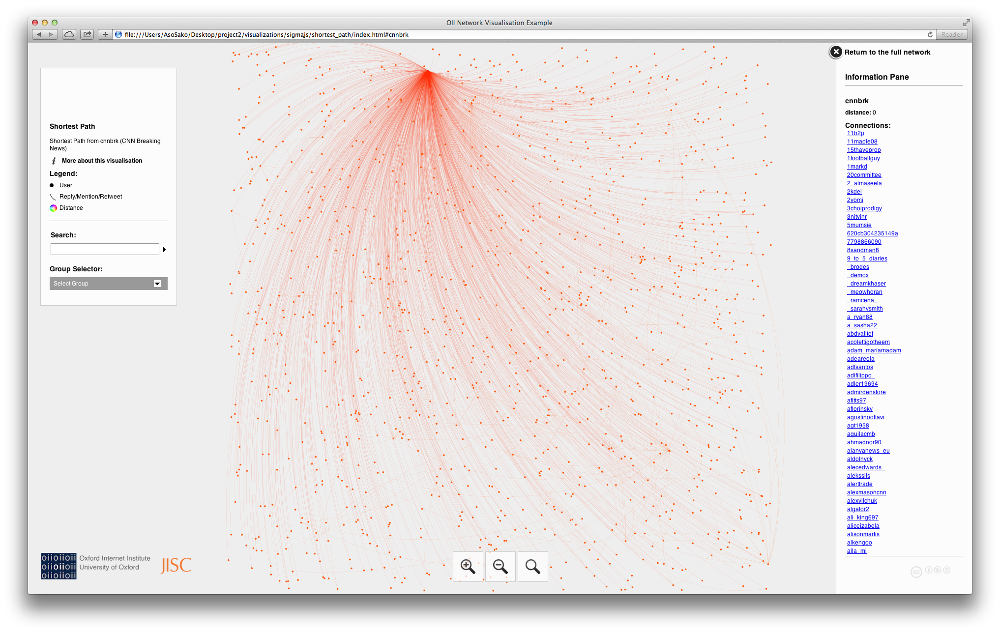 OII Network Visualisation Example
file:///Users/AsoSako/Desktop/project2/visualizations/sigmajs/shortest_path/index.html#cnnbrk
Reader
Shortest Path
Shortest Path from cnnbrk (CNN Breaking
News)
i More about this visualisation
Legend:
User
Reply/Mention/Retweet
Distance
Search:
Group Selector:
Select Group
oiioiioii
oiioiioii
oiioiioii
Oxford Internet Institute
University of Oxford
JISC
Return to the full network
Information Pane
cnnbrk
distance: 0
Connections:
11b2p
11maple08
15thaveprop
1footballguy
1markd
20committee
2_almaseela
2kdei
2yomi
3choiprodigy
3nityjnr
5mumsie
620cb304235149a
7798866090
8sandman8
9_to_5_diaries
_brodes
_demox
_dreamkhaser
_meowhoran
_ramcena_
_sarahvsmith
a_ryan88
a_sasha22
abdyalltef
acolettigotheem
adam_mariamadam
adeareola
adfsantos
adifilippo_
adler19694
admirdenstore
afitts97
aflorinsky
agostinoottavi
agt1958
aguilacmb
ahmadnor90
alanyanews_eu
aldolnyck
alecedwards_
alekssils
alerttrade
alexmasoncnn
alexyilchuk
algator2
ali_king697
aliceizabela
alisonmartis
alkengoo
alla_mi
cc